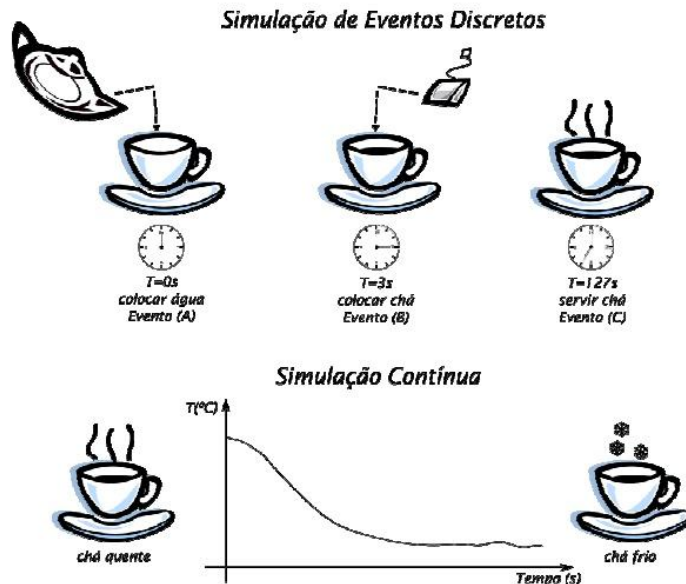 Simulação de Eventos Discretos
T=0s
colocar água
Evento (A)
T=3s
colocar chá
Evento (B)
T=127s
servir chá
Evento (C)
Simulação Contínua
T(ºC)
chá quente
chá frio
Tempo (s)